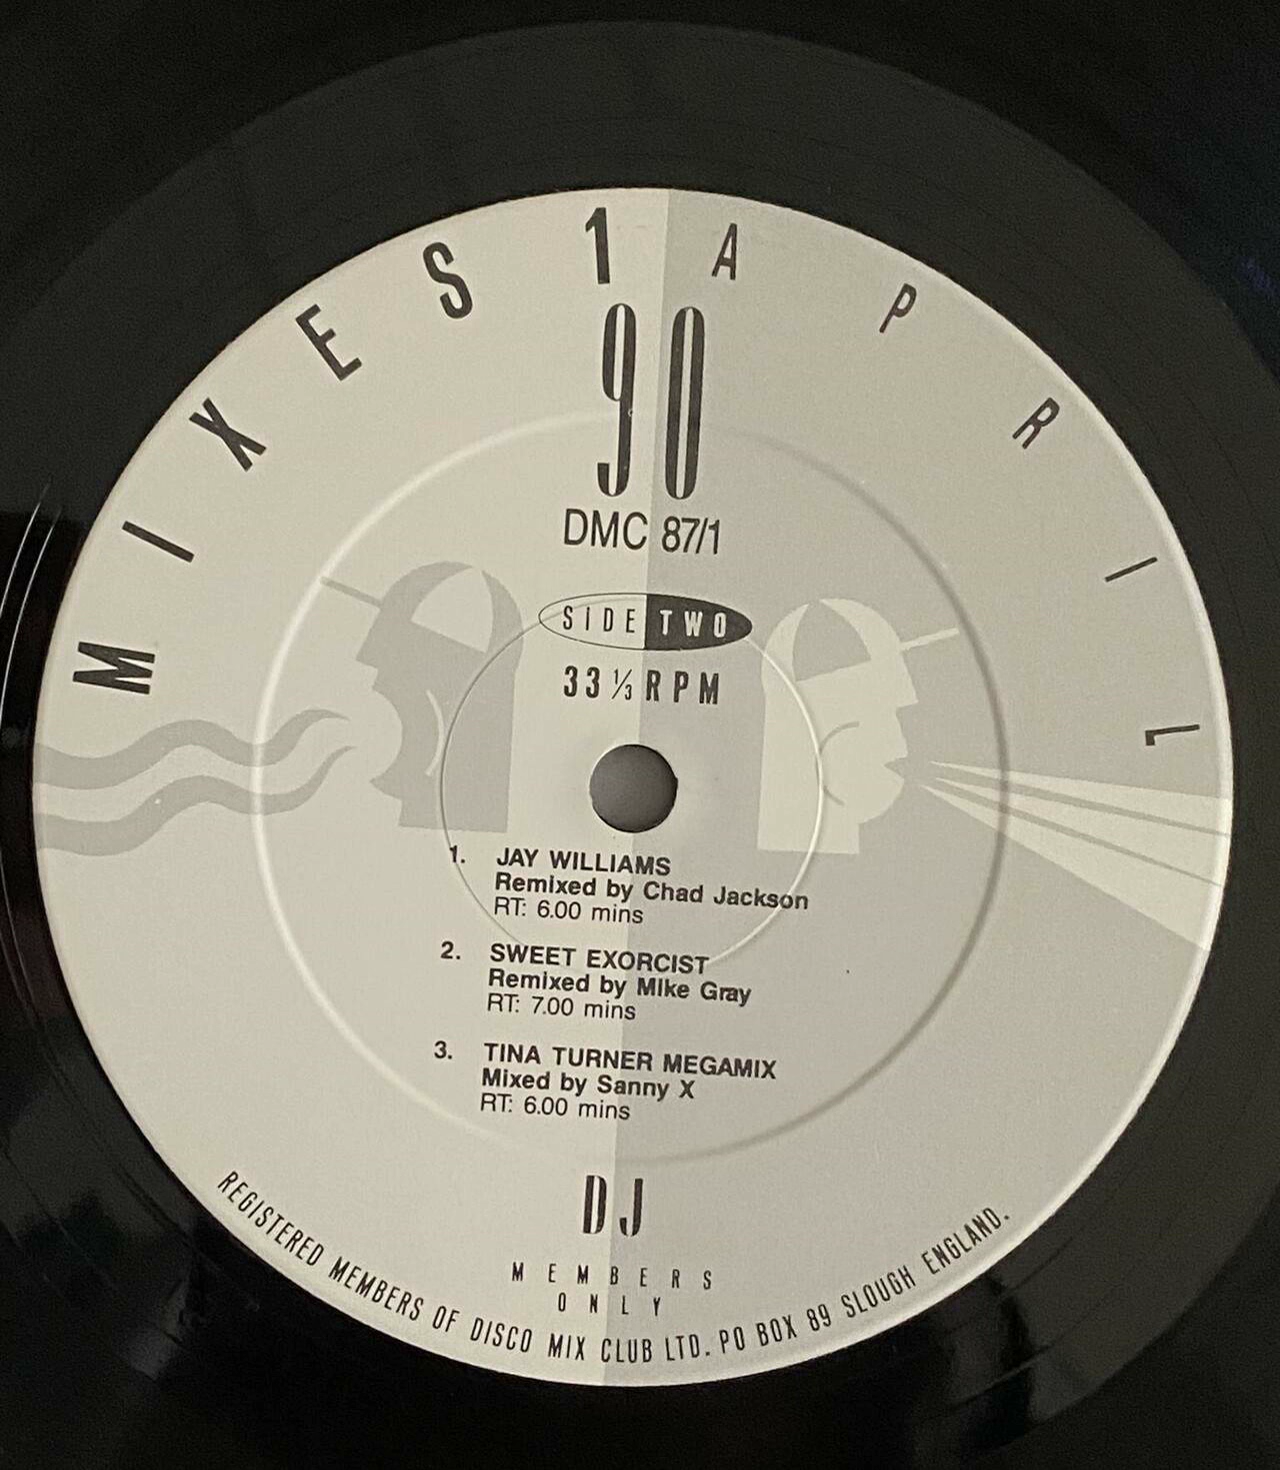 MIXES 1 APRIL
90
DMC 87/1
SIDE TWO
33 ⅓ RPM
1. JAY WILLIAMS
Remixed by Chad Jackson
RT: 6.00 mins
2. SWEET EXORCIST
Remixed by Mike Gray
RT: 7.00 mins
3. TINA TURNER MEGAMIX
Mixed by Sanny X
RT: 6.00 mins
DJ
MEMBERS
ONLY
REGISTERED MEMBERS OF DISCO MIX CLUB LTD. PO BOX 89 SLOUGH ENGLAND.